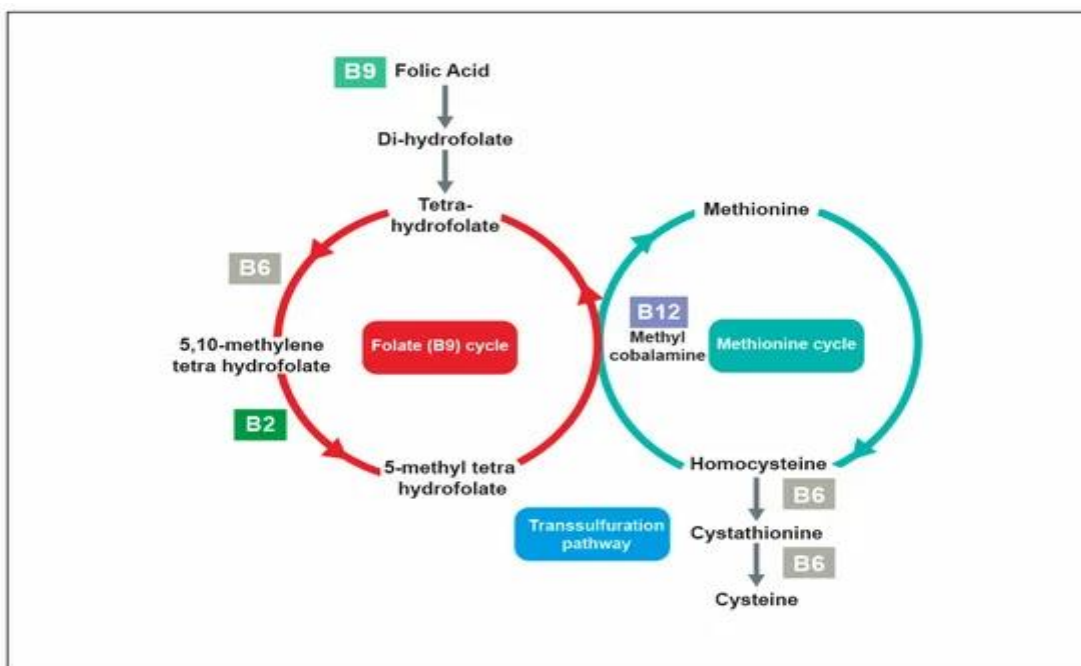 B9 Folic Acid
Di-hydrofolate
Tetra-
hydrofolate
Methionine
B6
B12
Methyl
cobalamine
5,10-methylene
tetra hydrofolate
Folate (B9) cycle
Methionine cycle
B2
5-methyl tetra
hydrofolate
Homocysteine
B6
Transsulfuration
pathway
Cystathionine
B6
Cysteine